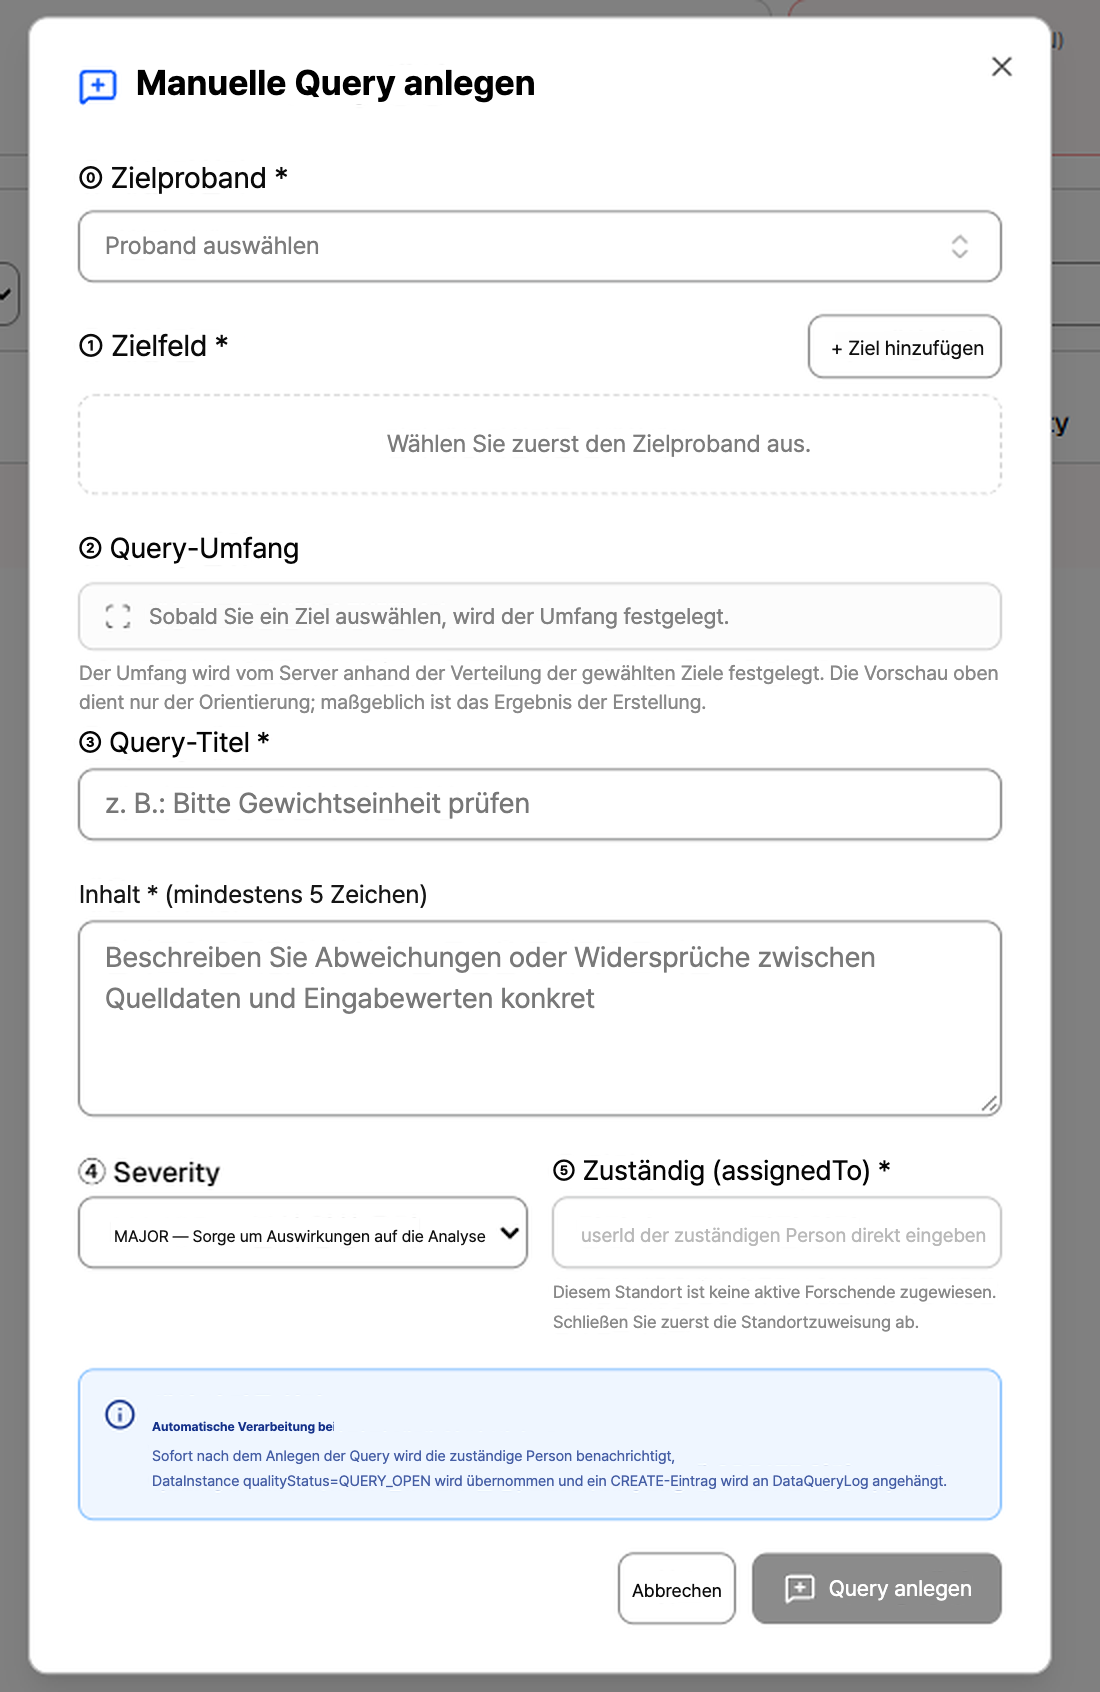 Manuelle Query anlegen
⓪ Zielproband *
Proband auswählen
① Zielfeld *
+ Ziel hinzufügen
Wählen Sie zuerst den Zielproband aus.
② Query-Umfang
Sobald Sie ein Ziel auswählen, wird der Umfang festgelegt.
Der Umfang wird vom Server anhand der Verteilung der gewählten Ziele festgelegt. Die Vorschau oben
dient nur der Orientierung; maßgeblich ist das Ergebnis der Erstellung.
③ Query-Titel *
z. B.: Bitte Gewichtseinheit prüfen
Inhalt * (mindestens 5 Zeichen)
Beschreiben Sie Abweichungen oder Widersprüche zwischen
Quelldaten und Eingabewerten konkret
④ Severity
MAJOR — Sorge um Auswirkungen auf die Analyse
⑤ Zuständig (assignedTo) *
userId der zuständigen Person direkt eingeben
Diesem Standort ist keine aktive Forschende zugewiesen.
Schließen Sie zuerst die Standortzuweisung ab.
Automatische Verarbeitung bei
Sofort nach dem Anlegen der Query wird die zuständige Person benachrichtigt,
DataInstance qualityStatus=QUERY_OPEN wird übernommen und ein CREATE-Eintrag wird an DataQueryLog angehängt.
Abbrechen
Query anlegen